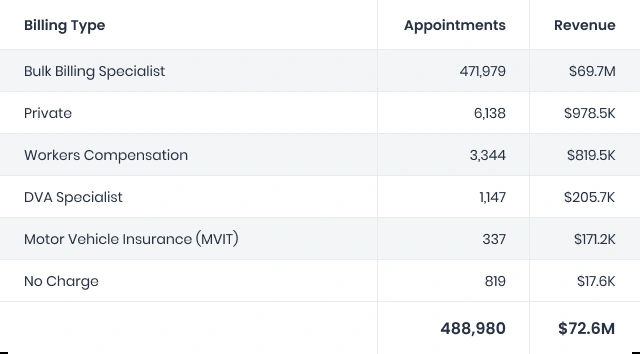 Billing Type Appointments Revenue
Bulk Billing Specialist 471,979 $69.7M
Private 6,138 $978.5K
Workers Compensation 3,344 $819.5K
DVA Specialist 1,147 $205.7K
Motor Vehicle Insurance (MVIT) 337 $171.2K
No Charge 819 $17.6K
488,980 $72.6M